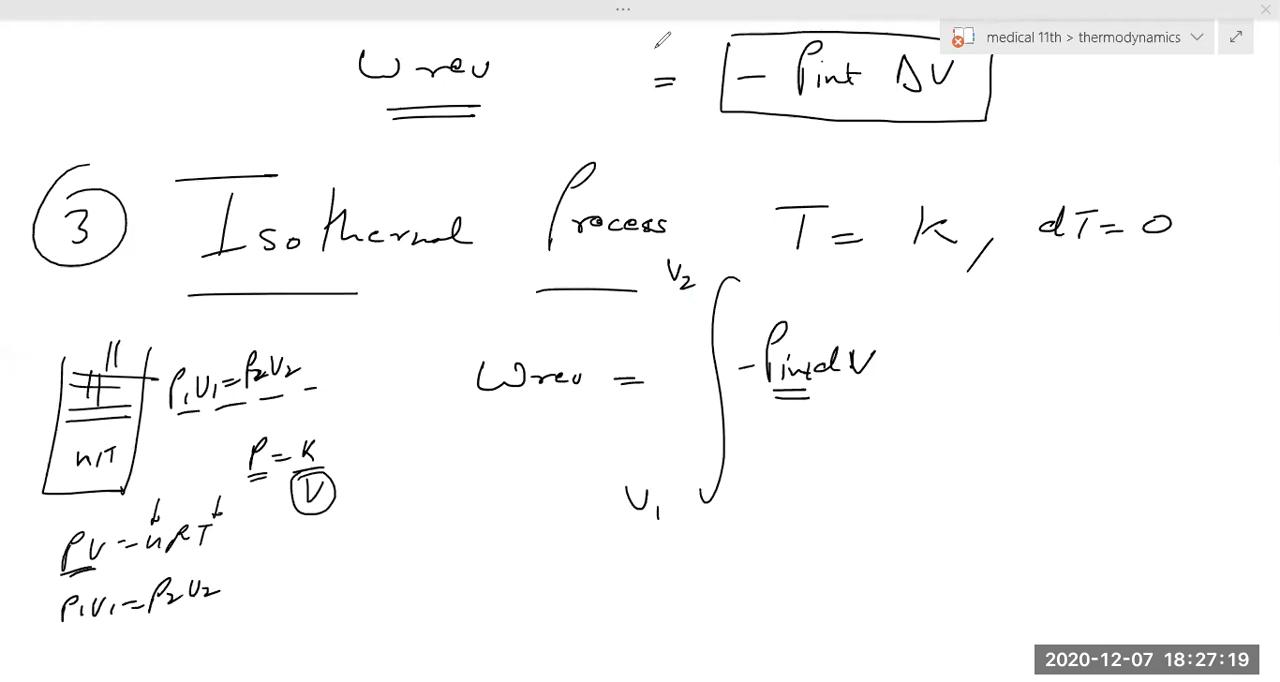 medical 11th > thermodynamics
Wrev = - Pint ΔV
③ Isothermal Process T = K, dT = 0
V2
Wrev = ∫ - Pint dV
V1
P1V1 = P2V2
n/T
P = K/V
PV = nRT
P1V1 = P2V2
2020-12-07 18:27:19